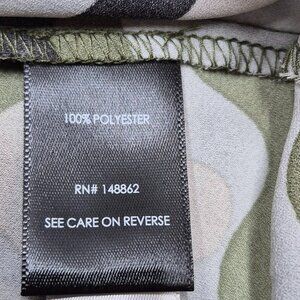 100% POLYESTER
RN# 148862
SEE CARE ON REVERSE